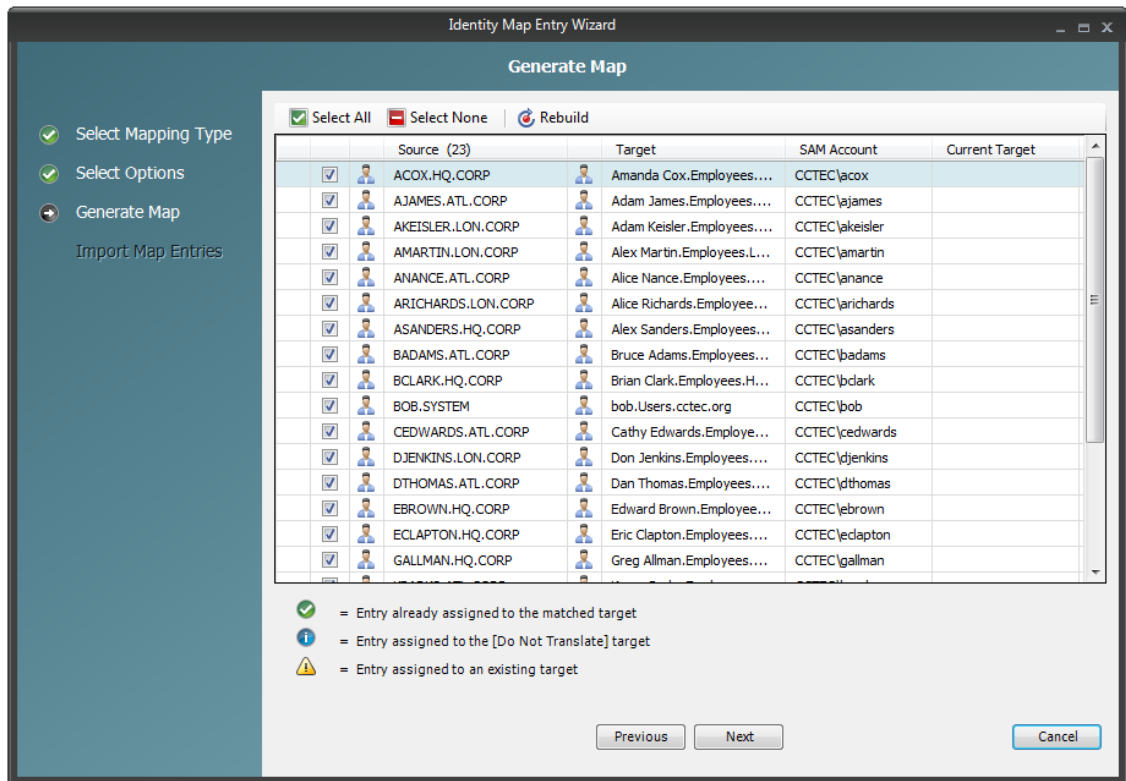 Identity Map Entry Wizard
Generate Map
Select Mapping Type
Select Options
Generate Map
Import Map Entries
Select All Select None Rebuild
Source (23) Target SAM Account Current Target
ACOX.HQ.CORP Amanda Cox.Employees.... CCTEC\acox
AJAMES.ATL.CORP Adam James.Employees.... CCTEC\ajames
AKEISLER.LON.CORP Adam Keisler.Employees.... CCTEC\akeisler
AMARTIN.LON.CORP Alex Martin.Employees.L... CCTEC\amartin
ANANCE.ATL.CORP Alice Nance.Employees.... CCTEC\anance
ARICHARDS.LON.CORP Alice Richards.Employee... CCTEC\arichards
ASANDERS.HQ.CORP Alex Sanders.Employees... CCTEC\asanders
BADAMS.ATL.CORP Bruce Adams.Employees... CCTEC\badams
BCLARK.HQ.CORP Brian Clark.Employees.H... CCTEC\bclark
BOB.SYSTEM bob.Users.cctec.org CCTEC\bob
CEDWARDS.ATL.CORP Cathy Edwards.Employe... CCTEC\cedwards
DJENKINS.LON.CORP Don Jenkins.Employees.... CCTEC\djenkins
DTHOMAS.ATL.CORP Dan Thomas.Employees.... CCTEC\dthomas
EBROWN.HQ.CORP Edward Brown.Employee... CCTEC\ebrown
ECLAPTON.HQ.CORP Eric Clapton.Employees.... CCTEC\eclapton
GALLMAN.HQ.CORP Greg Allman.Employees.... CCTEC\gallman
= Entry already assigned to the matched target
= Entry assigned to the [Do Not Translate] target
= Entry assigned to an existing target
Previous Next Cancel